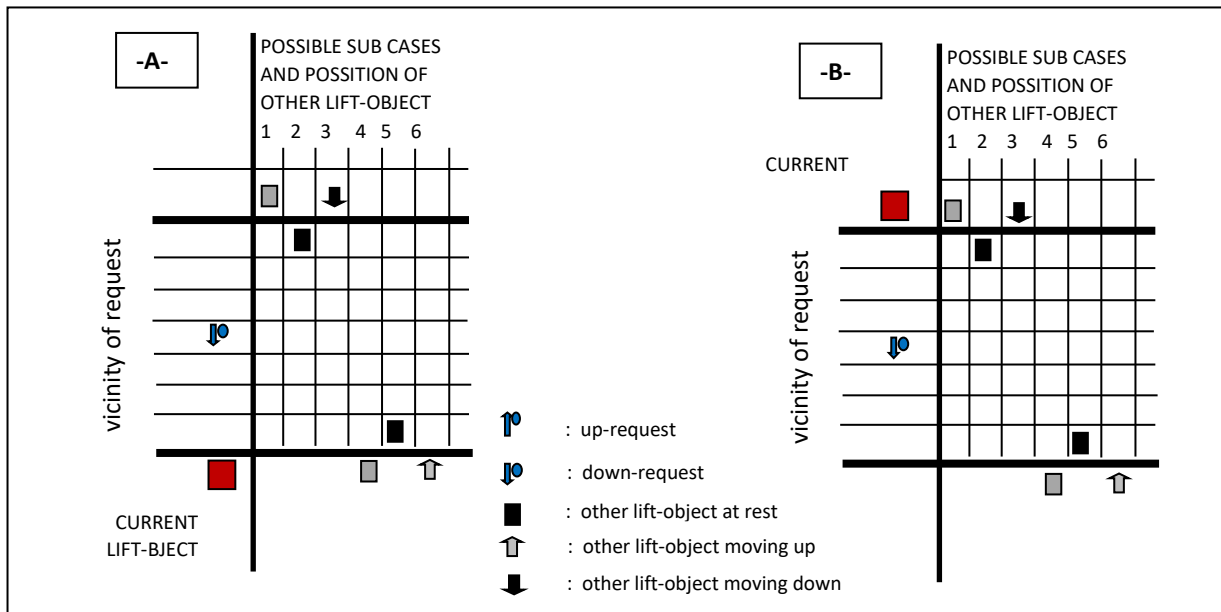 -A-
POSSIBLE SUB CASES
AND POSSITION OF
OTHER LIFT-OBJECT
1 2 3 4 5 6
vicinity of request
CURRENT
LIFT-BJECT
-B-
POSSIBLE SUB CASES
AND POSSITION OF
OTHER LIFT-OBJECT
1 2 3 4 5 6
CURRENT
vicinity of request
: up-request
: down-request
: other lift-object at rest
: other lift-object moving up
: other lift-object moving down